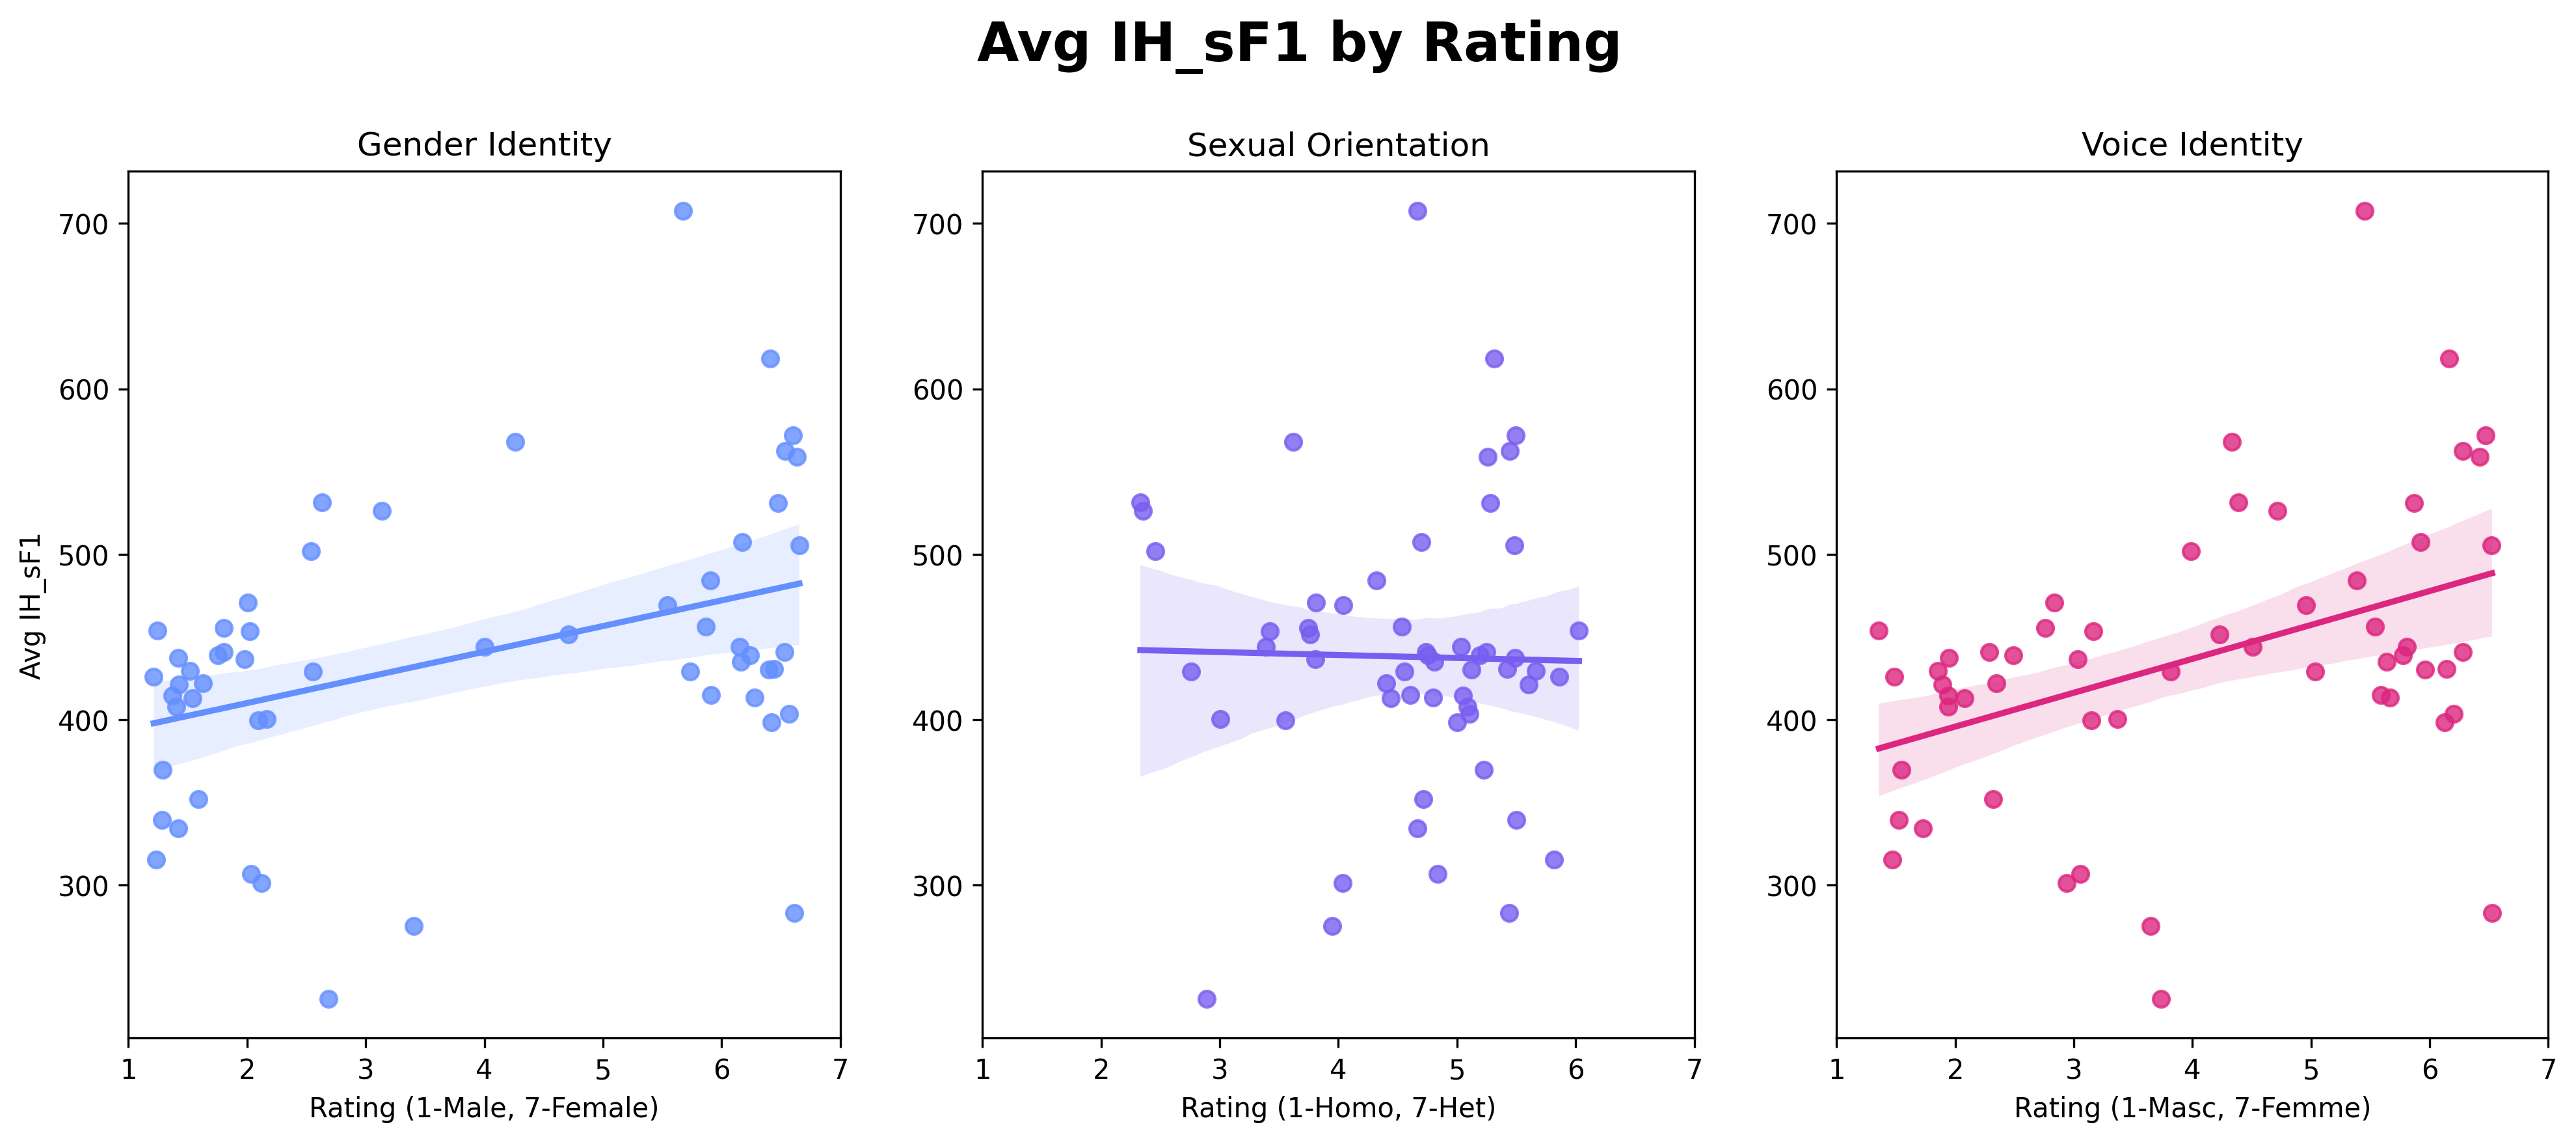 Avg IH_sF1 by Rating
Gender Identity
Sexual Orientation
Voice Identity
Avg IH_sF1
700
600
500
400
300
700
600
500
400
300
700
600
500
400
300
1 2 3 4 5 6 7
1 2 3 4 5 6 7
1 2 3 4 5 6 7
Rating (1-Male, 7-Female)
Rating (1-Homo, 7-Het)
Rating (1-Masc, 7-Femme)